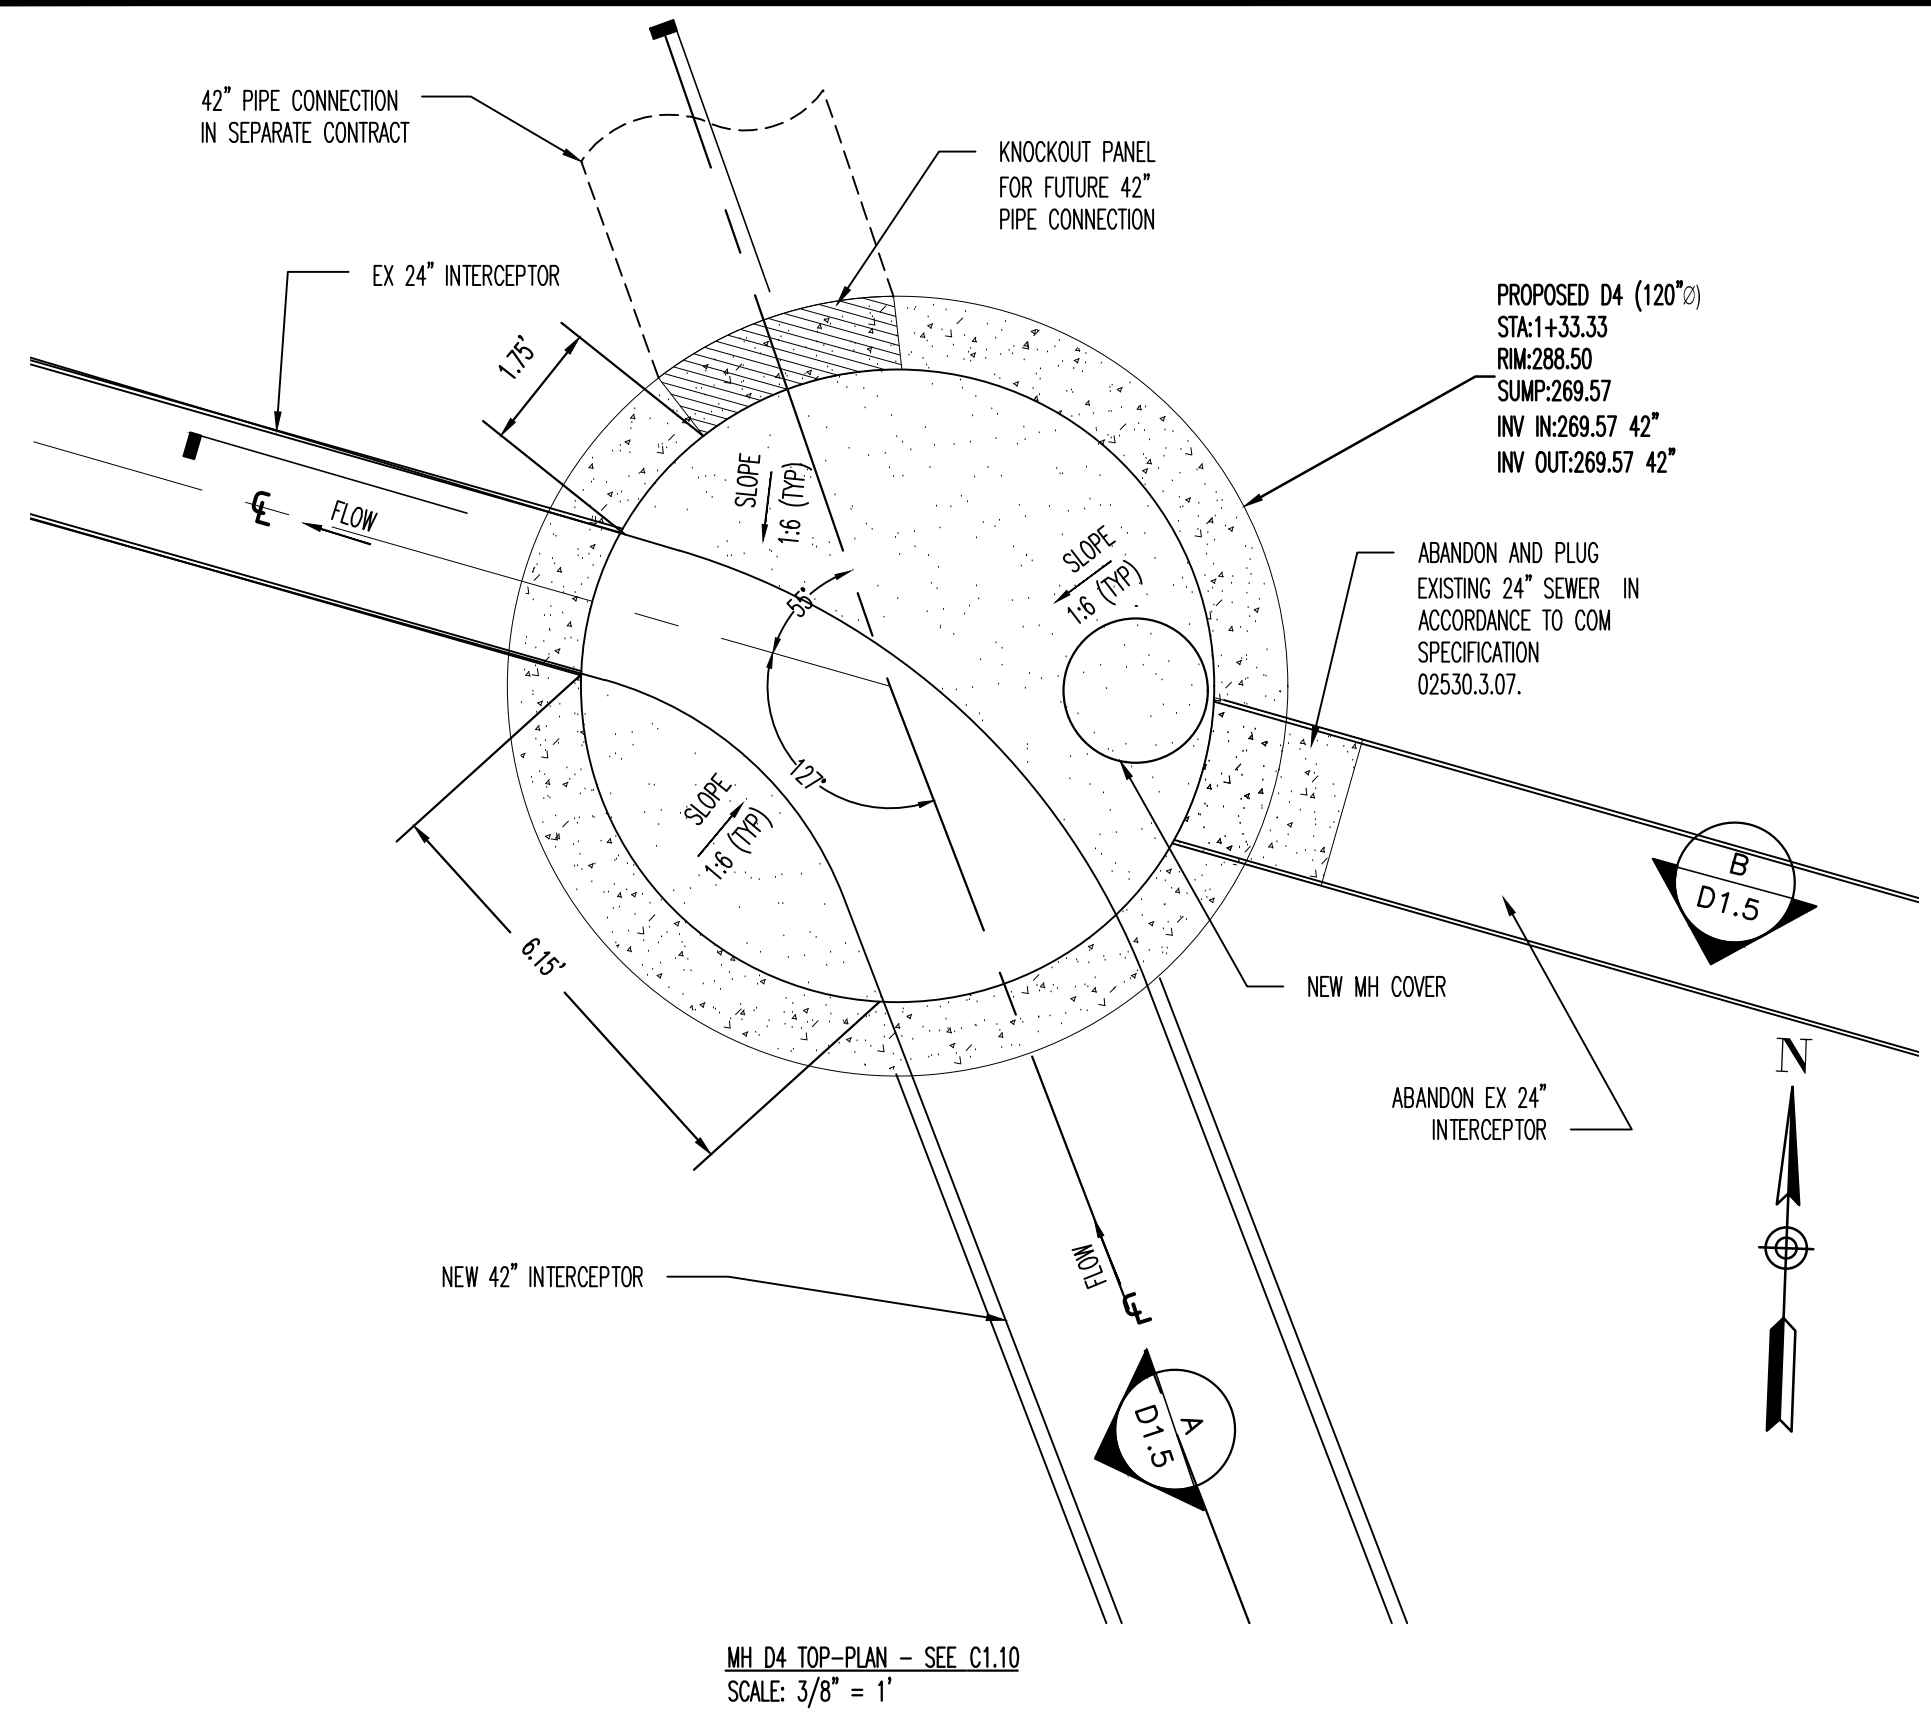 42" PIPE CONNECTION
IN SEPARATE CONTRACT
KNOCKOUT PANEL
FOR FUTURE 42"
PIPE CONNECTION
EX 24" INTERCEPTOR
PROPOSED D4 (120"Ø)
STA:1+33.33
RIM:288.50
SUMP:269.57
INV IN:269.57 42"
INV OUT:269.57 42"
1.75'
SLOPE
1:6 (TYP)
FLOW
SLOPE
1:6 (TYP)
ABANDON AND PLUG
EXISTING 24" SEWER IN
ACCORDANCE TO COM
SPECIFICATION
02530.3.07.
55°
127°
SLOPE
1:6 (TYP)
B
D1.5
6.15'
NEW MH COVER
N
ABANDON EX 24"
INTERCEPTOR
FLOW
NEW 42" INTERCEPTOR
A
D1.5
MH D4 TOP-PLAN - SEE C1.10
SCALE: 3/8" = 1'